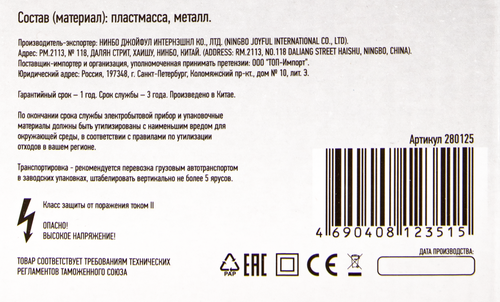 Состав (материал): пластмасса, металл.
Производитель-экспортер: НИНБО ДЖОЙФУЛ ИНТЕРНЭШНЛ КО., ЛТД. (NINGBO JOYFUL INTERNATIONAL CO., LTD.)
Адрес: РМ.2113, № 118, ДАЛЯН СТРИТ, ХАЙШУ, НИНБО, КИТАЙ. (ADDRESS: RM.2113, NO.118 DALIANG STREET HAISHU, NINGBO, CHINA).
Поставщик-импортер и организация, уполномоченная принимать претензии: ООО "ТОП-Импорт".
Юридический адрес: Россия, 197348, г. Санкт-Петербург, Коломяжский пр-кт., дом № 10, лит. Э.
Гарантийный срок – 1 год. Срок службы – 3 года. Произведено в Китае.
По окончании срока службы электробытовой прибор и упаковочные
материалы должны быть утилизированы с наименьшим вредом для
окружающей среды, в соответствии с правилами по утилизации
отходов в вашем регионе.
Артикул 280125
Транспортировка - рекомендуется перевозка грузовым автотранспортом
в заводских упаковках, штабелировать вертикально не более 5 ярусов.
Класс защиты от поражения током II
ОПАСНО!
ВЫСОКОЕ НАПРЯЖЕНИЕ!
4 690408 123515
ТОВАР СООТВЕТСТВУЕТ ТРЕБОВАНИЯМ ТЕХНИЧЕСКИХ
РЕГЛАМЕНТОВ ТАМОЖЕННОГО СОЮЗА
PAP
EAC
CE
ДАТА ПРОИЗВОДСТВА: